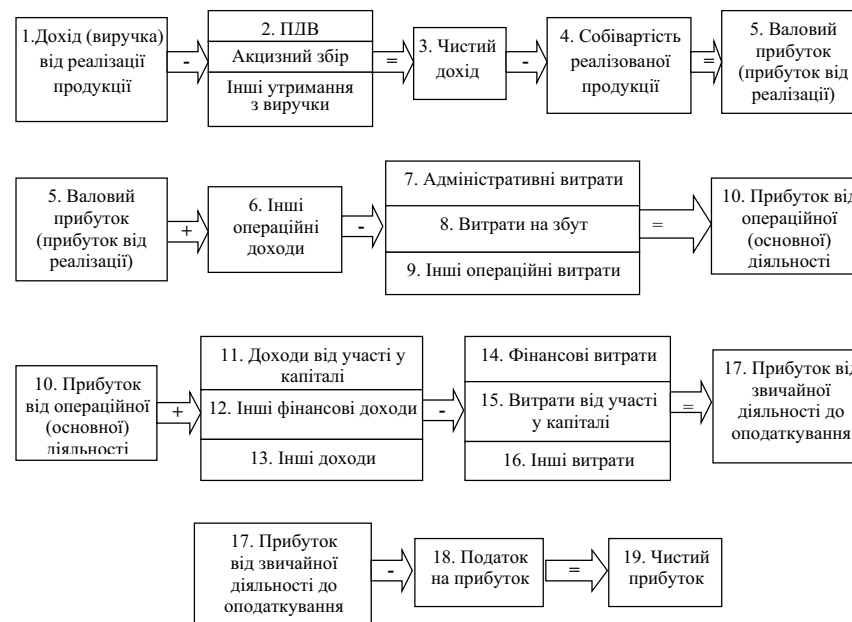 1.Дохід (виручка)
від реалізації
продукції
-
2. ПДВ
Акцизний збір
Інші утримання
з виручки
=
3. Чистий
дохід
-
4. Собівартість
реалізованої
продукції
=
5. Валовий
прибуток
(прибуток від
реалізації)
5. Валовий
прибуток
(прибуток від
реалізації)
+
6. Інші
операційні
доходи
-
7. Адміністративні витрати
8. Витрати на збут
9. Інші операційні витрати
=
10. Прибуток від
операційної
(основної)
діяльності
10. Прибуток
від операційної
(основної)
діяльності
+
11. Доходи від участі у
капіталі
12. Інші фінансові доходи
13. Інші доходи
-
14. Фінансові витрати
15. Витрати від участі
у капіталі
16. Інші витрати
=
17. Прибуток від
звичайної
діяльності до
оподаткування
17. Прибуток
від звичайної
діяльності до
оподаткування
-
18. Податок
на прибуток
=
19. Чистий
прибуток